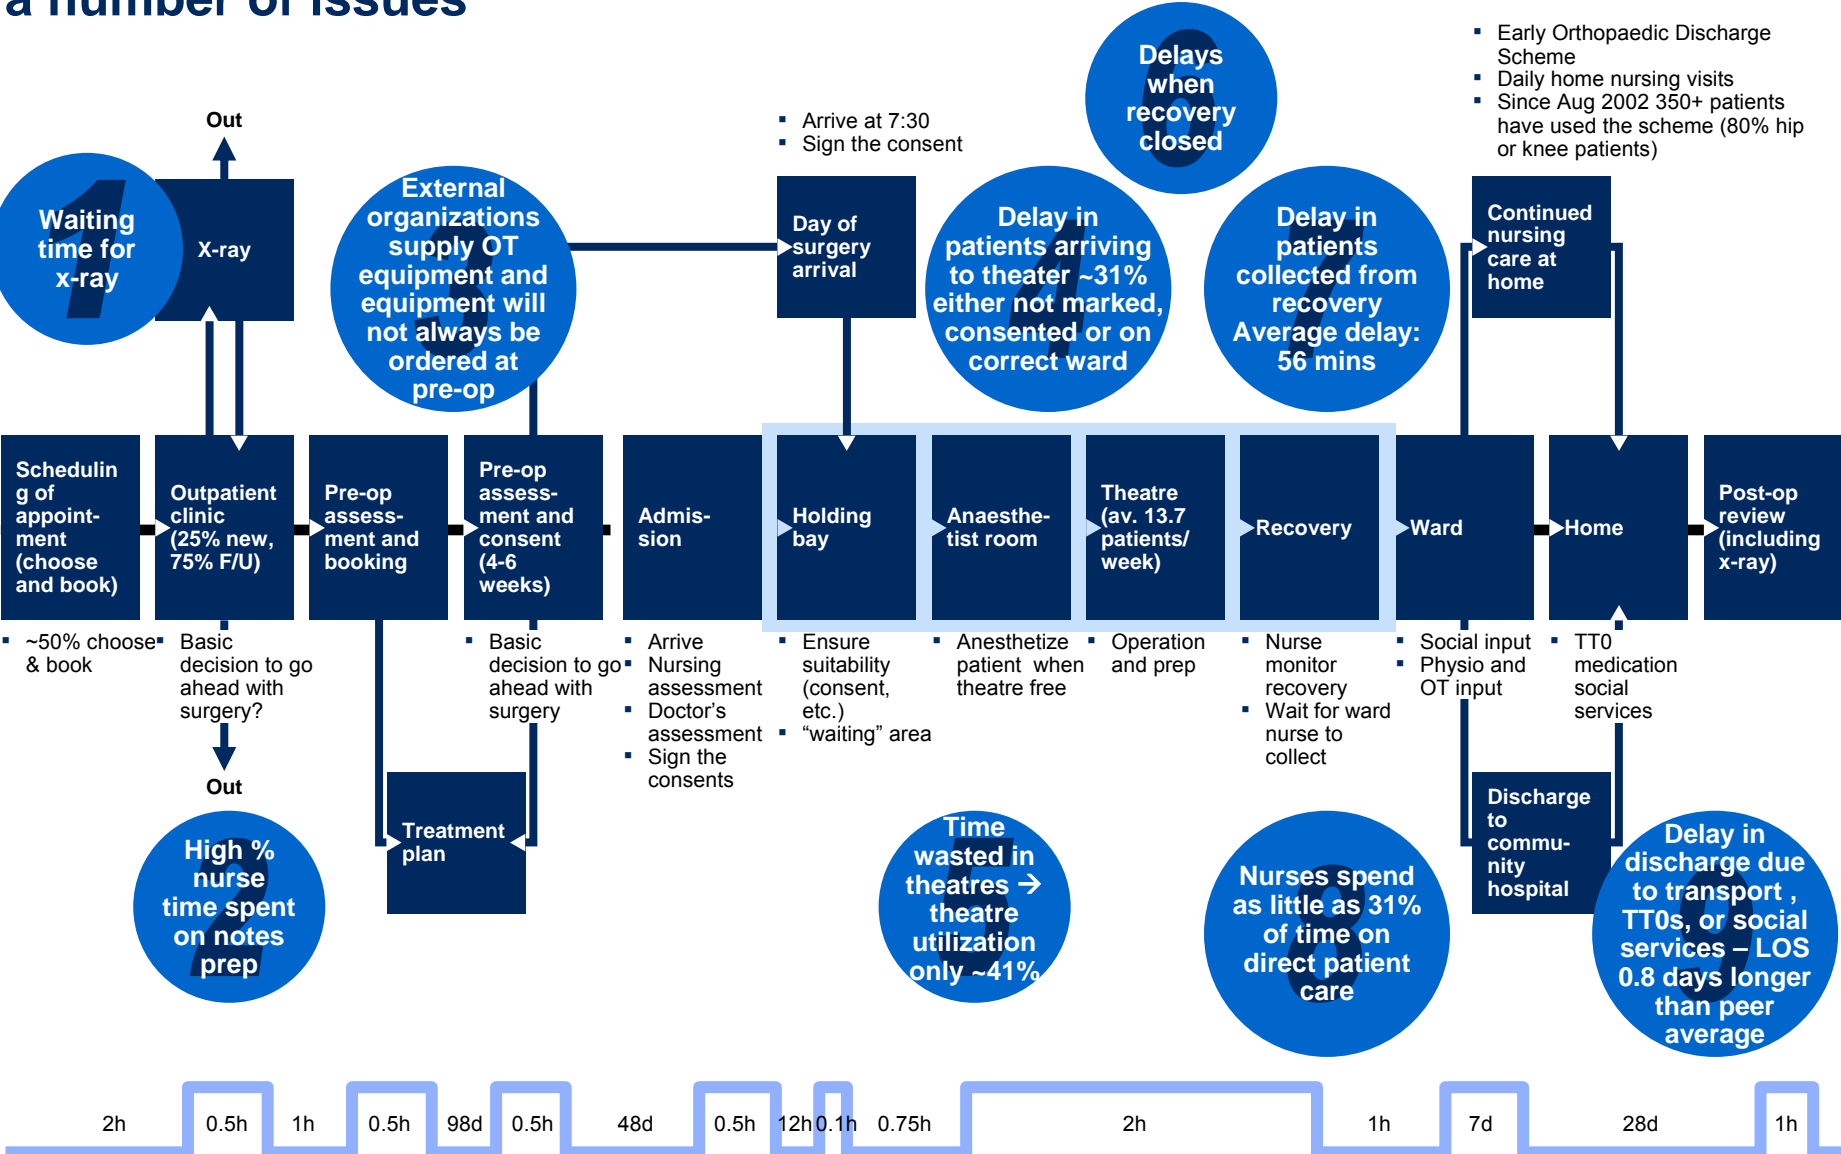 a number of issues
Out
1
Waiting
time for
x-ray
X-ray
3
External
organizations
supply OT
equipment and
equipment will
not always be
ordered at
pre-op
▪ Arrive at 7:30
▪ Sign the consent
Day of
surgery
arrival
4
Delay in
patients arriving
to theater ~31%
either not marked,
consented or on
correct ward
6
Delays
when
recovery
closed
7
Delay in
patients
collected from
recovery
Average delay:
56 mins
▪ Early Orthopaedic Discharge
Scheme
▪ Daily home nursing visits
▪ Since Aug 2002 350+ patients
have used the scheme (80% hip
or knee patients)
Continued
nursing
care at
home
Schedulin
g of
appoint-
ment
(choose
and book)
Outpatient
clinic
(25% new,
75% F/U)
Pre-op
assess-
ment and
booking
Pre-op
assess-
ment and
consent
(4-6
weeks)
Admis-
sion
Holding
bay
Anaesthe-
tist room
Theatre
(av. 13.7
patients/
week)
Recovery
Ward
Home
Post-op
review
(including
x-ray)
▪ ~50% choose
& book
▪ Basic
decision to go
ahead with
surgery?
Out
▪ Basic
decision to go
ahead with
surgery
▪ Arrive
▪ Nursing
assessment
▪ Doctor's
assessment
▪ Sign the
consents
▪ Ensure
suitability
(consent,
etc.)
▪ “waiting” area
▪ Anesthetize
patient when
theatre free
▪ Operation
and prep
▪ Nurse
monitor
recovery
▪ Wait for ward
nurse to
collect
▪ Social input
▪ Physio and
OT input
▪ TT0
medication
social
services
Treatment
plan
Discharge
to
commu-
nity
hospital
2
High %
nurse
time spent
on notes
prep
5
Time
wasted in
theatres →
theatre
utilization
only ~41%
8
Nurses spend
as little as 31%
of time on
direct patient
care
9
Delay in
discharge due
to transport ,
TT0s, or social
services – LOS
0.8 days longer
than peer
average
2h 0.5h 1h 0.5h 98d 0.5h 48d 0.5h 12h 0.1h 0.75h 2h 1h 7d 28d 1h